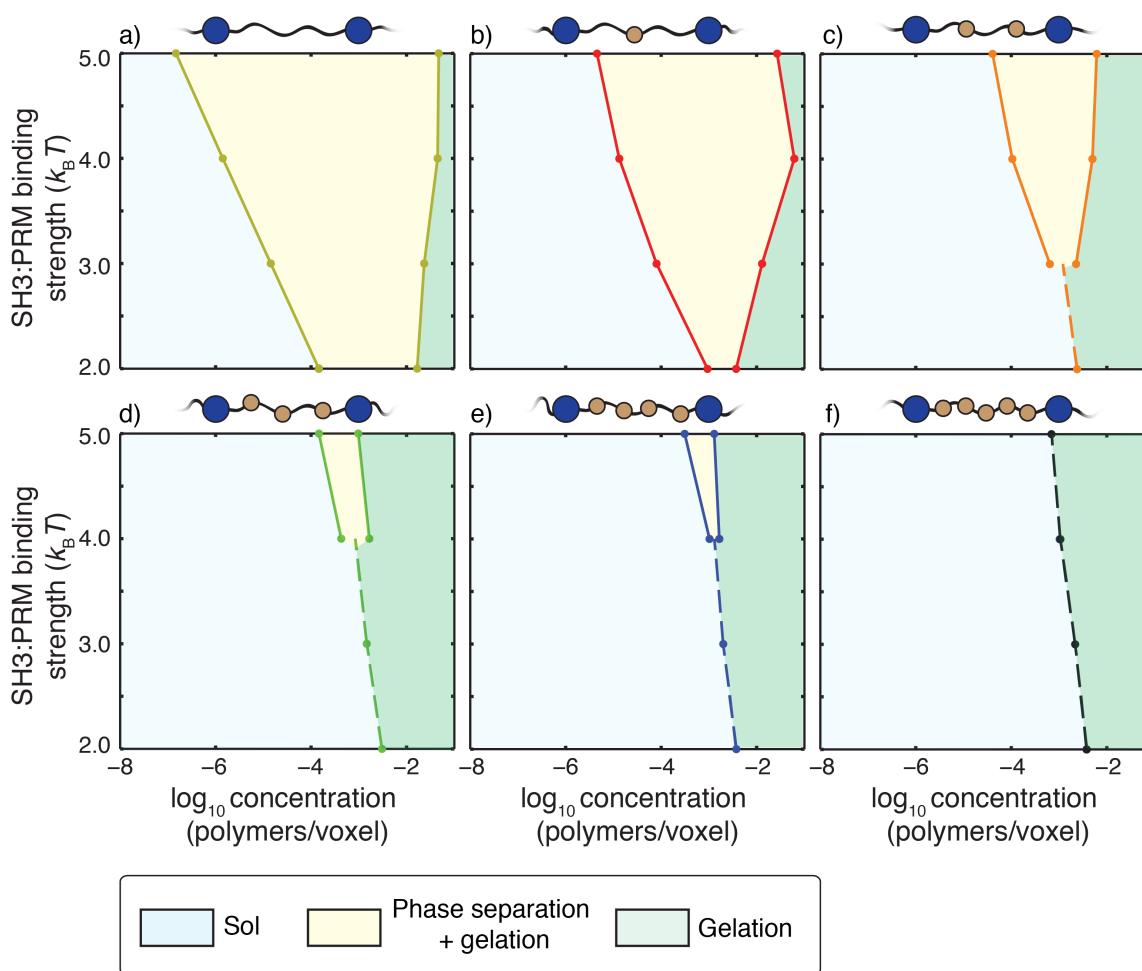 a)
b)
c)
5.0
4.0
3.0
2.0
SH3:PRM binding
strength (k_B T)
d)
e)
f)
5.0
4.0
3.0
2.0
SH3:PRM binding
strength (k_B T)
−8 −6 −4 −2
−6 −4 −2
−6 −4 −2
−8
−8
log₁₀ concentration
(polymers/voxel)
log₁₀ concentration
(polymers/voxel)
log₁₀ concentration
(polymers/voxel)
Sol
Phase separation
+ gelation
Gelation